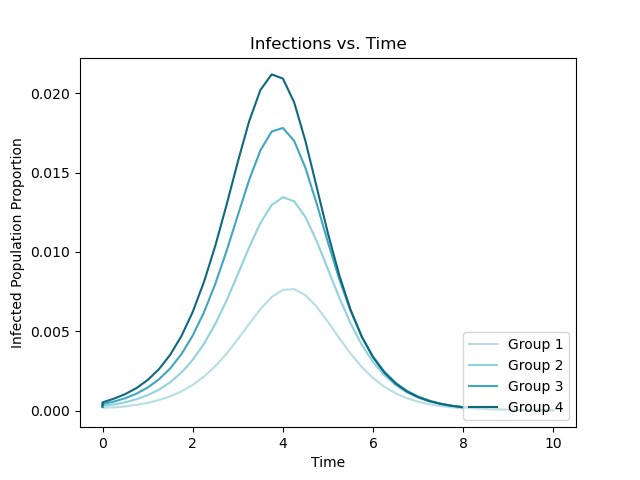 Infections vs. Time
Infected Population Proportion
0.020
0.015
0.010
0.005
0.000
0 2 4 6 8 10
Time
Group 1
Group 2
Group 3
Group 4